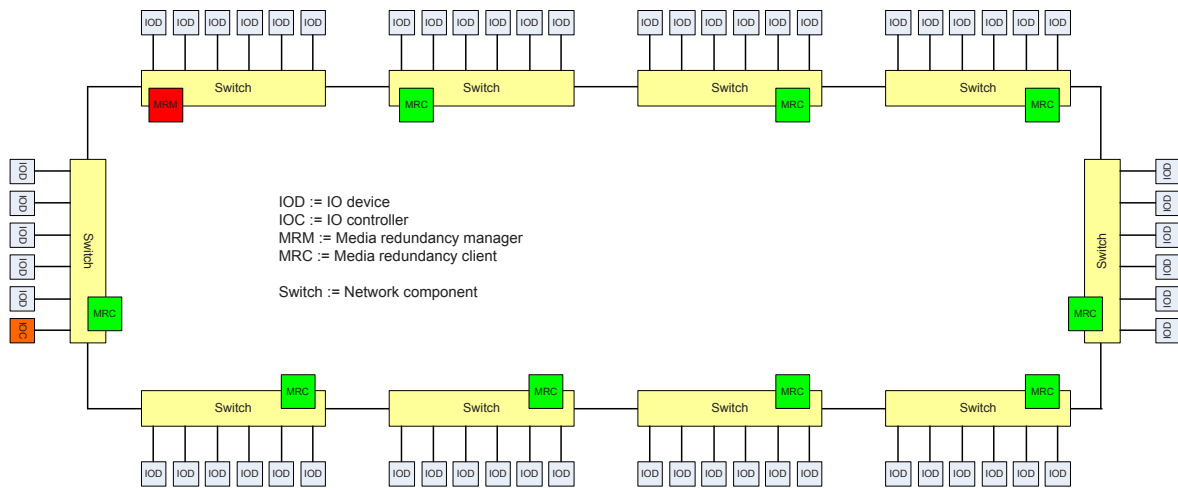 IOD IOD IOD IOD IOD IOD IOD IOD IOD IOD IOD IOD IOD IOD IOD IOD IOD IOD IOD IOD IOD IOD IOD IOD
Switch Switch Switch Switch
MRM MRC MRC MRC
IOD
IOD
IOD
IOD
IOD
IOC
Switch
MRC
IOD := IO device
IOC := IO controller
MRM := Media redundancy manager
MRC := Media redundancy client
Switch := Network component
IOD
IOD
IOD
IOD
IOD
IOD
Switch
MRC
MRC MRC MRC MRC
Switch Switch Switch Switch
IOD IOD IOD IOD IOD IOD IOD IOD IOD IOD IOD IOD IOD IOD IOD IOD IOD IOD IOD IOD IOD IOD IOD IOD